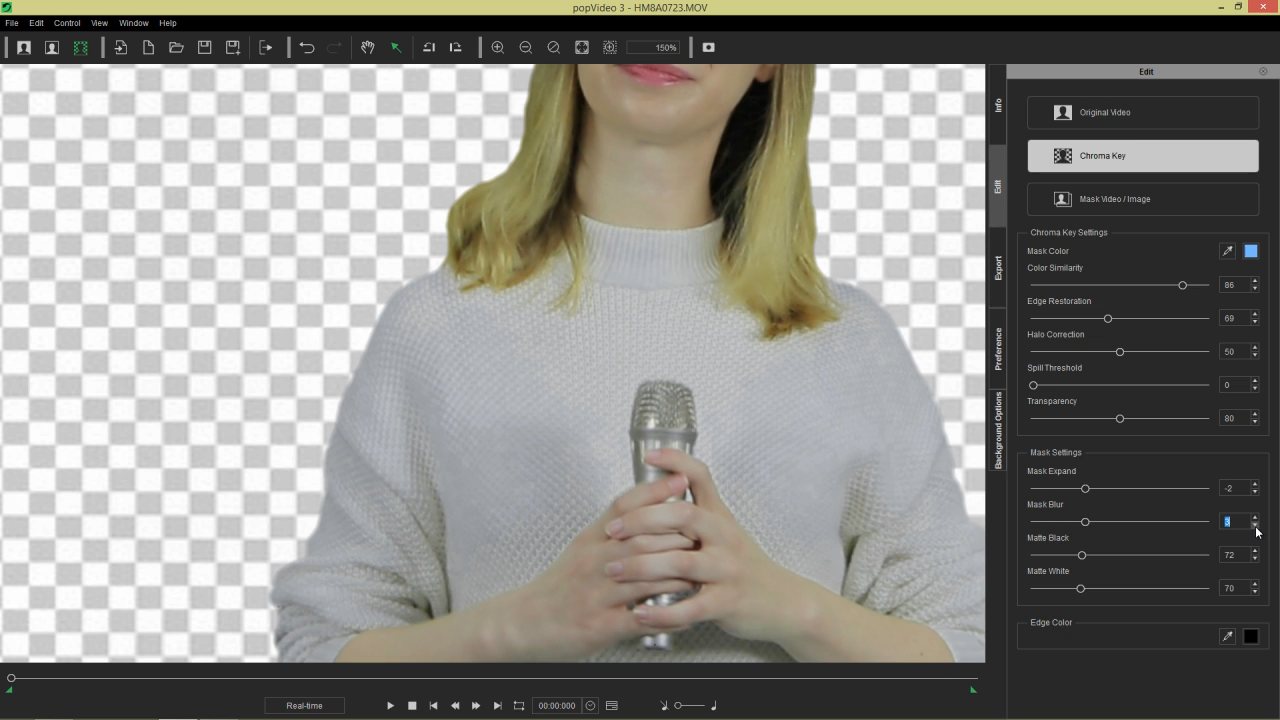 popVideo 3 - HM8A0723.MOV
File Edit Control View Window Help
150%
Info
Edit
Export
Preference
Background Options
Edit
Original Video
Chroma Key
Mask Video / Image
Chroma Key Settings
Mask Color
Color Similarity
86
Edge Restoration
69
Halo Correction
50
Spill Threshold
0
Transparency
80
Mask Settings
Mask Expand
-2
Mask Blur
3
Matte Black
72
Matte White
70
Edge Color
Real-time
00:00:000